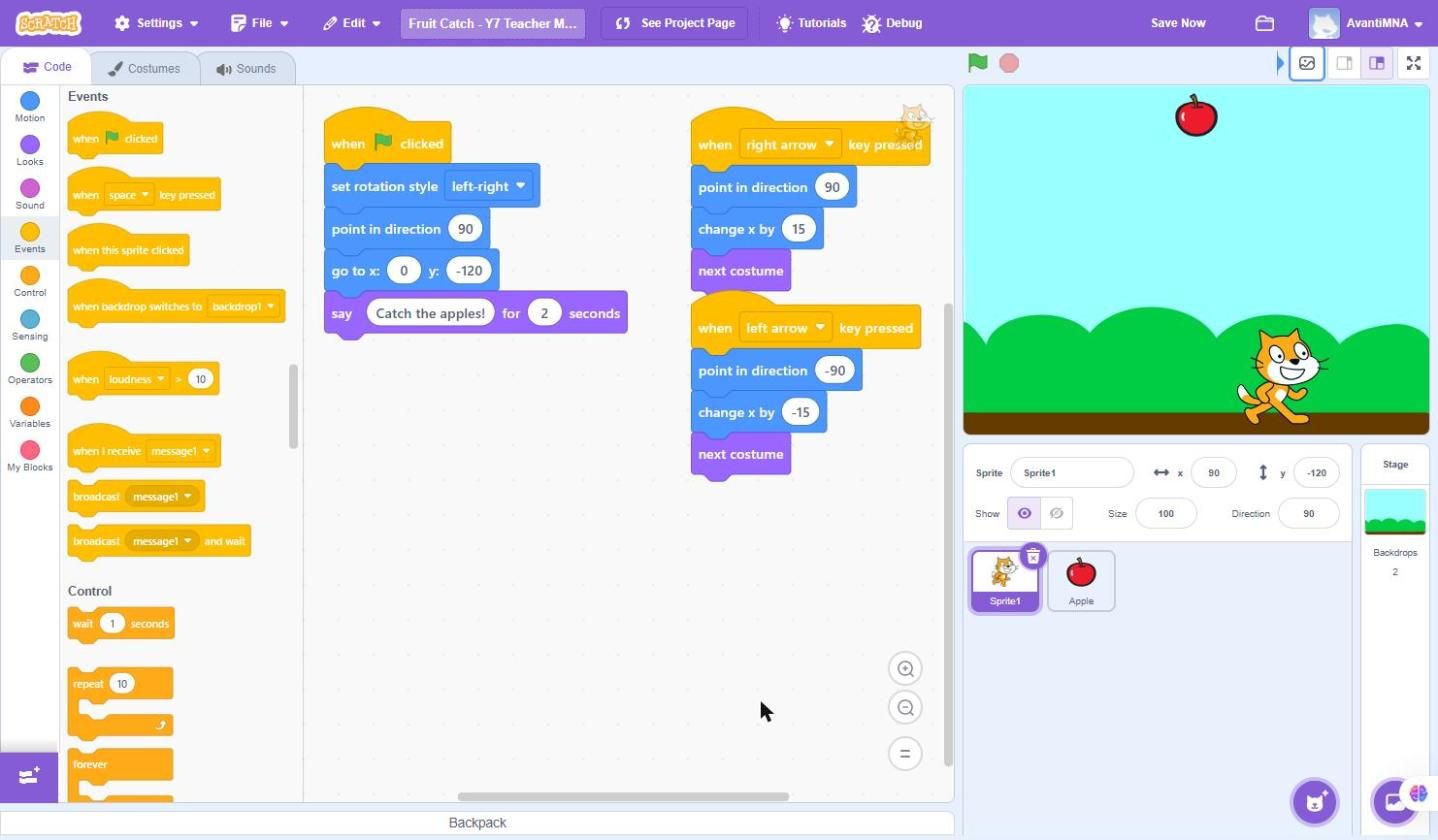 SCRATCH
Settings
File
Edit
Fruit Catch - Y7 Teacher M...
See Project Page
Tutorials
Debug
Save Now
AvantiMNA
Code
Costumes
Sounds
Motion
Looks
Sound
Events
Control
Sensing
Operators
Variables
My Blocks
Events
when clicked
when space key pressed
when this sprite clicked
when backdrop switches to backdrop1
when loudness > 10
when I receive message1
broadcast message1
broadcast message1 and wait
Control
wait 1 seconds
repeat 10
forever
when clicked
set rotation style left-right
point in direction 90
go to x: 0 y: -120
say Catch the apples! for 2 seconds
when right arrow key pressed
point in direction 90
change x by 15
next costume
when left arrow key pressed
point in direction -90
change x by -15
next costume
Backpack
Sprite Sprite1 x 90 y -120
Show Size 100 Direction 90
Sprite1
Apple
Stage
Backdrops
2